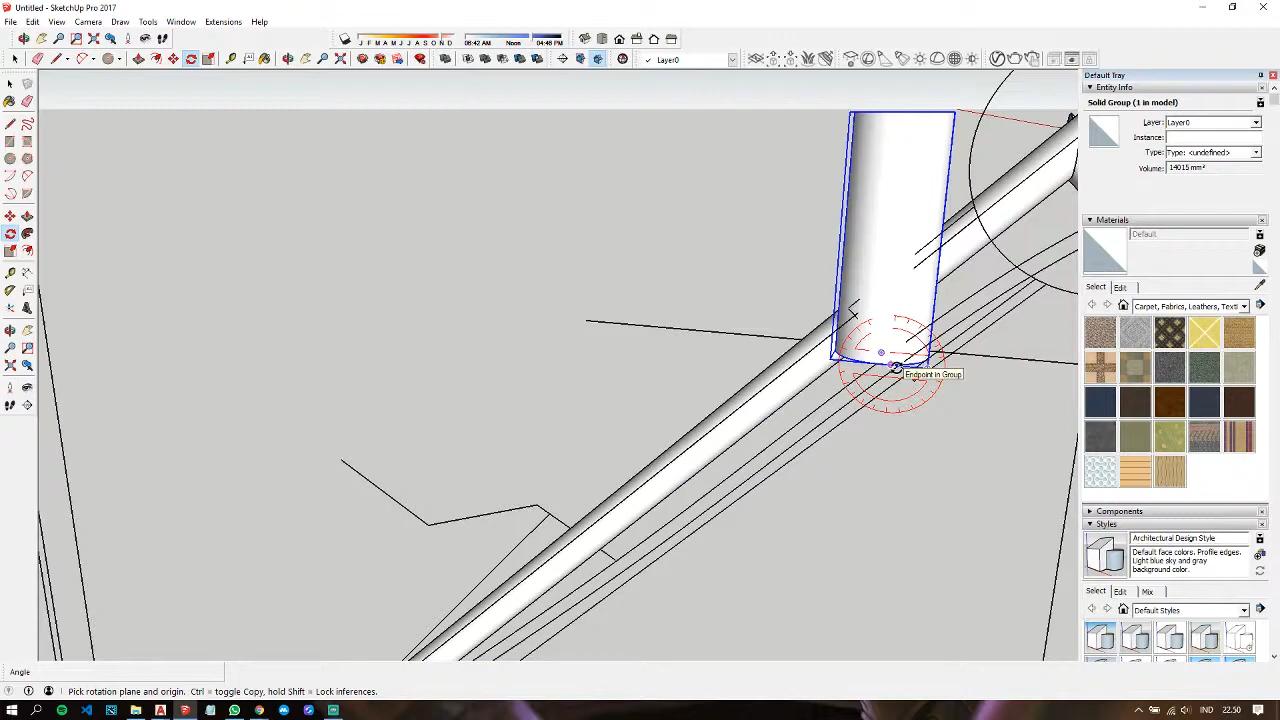 Untitled - SketchUp Pro 2017
File Edit View Camera Draw Tools Window Extensions Help
J F M A M J J A S O N D
06:42 AM Noon 04:46 PM
Layer0
Default Tray
Entity Info
Solid Group (1 in model)
Layer: Layer0
Instance:
Type: Type: <undefined>
Volume: 14015 mm³
Materials
Default
Select Edit
Carpet, Fabrics, Leathers, Texti
Endpoint in Group
Components
Styles
Architectural Design Style
Default face colors. Profile edges. Light blue sky and gray background color.
Select Edit Mix
Default Styles
Angle
Pick rotation plane and origin. Ctrl = toggle Copy, hold Shift = Lock inferences.
IND 22.50